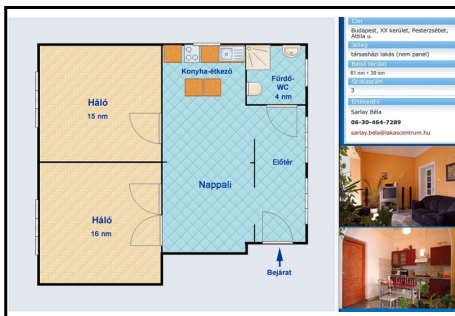 Konyha-étkező
Fürdő-
WC
4 nm
Háló
15 nm
Előtér
Nappali
Háló
16 nm
Bejárat
Cím
Budapest, XX kerület, Pesterzsébet,
Attila u.
Jelleg
társasházi lakás (nem panel)
Belső terület
61 nm + 30 nm
Szobaszám
3
Értékesítő
Sarlay Béla
06-30-464-7289
sarlay.bela@lakascentrum.hu